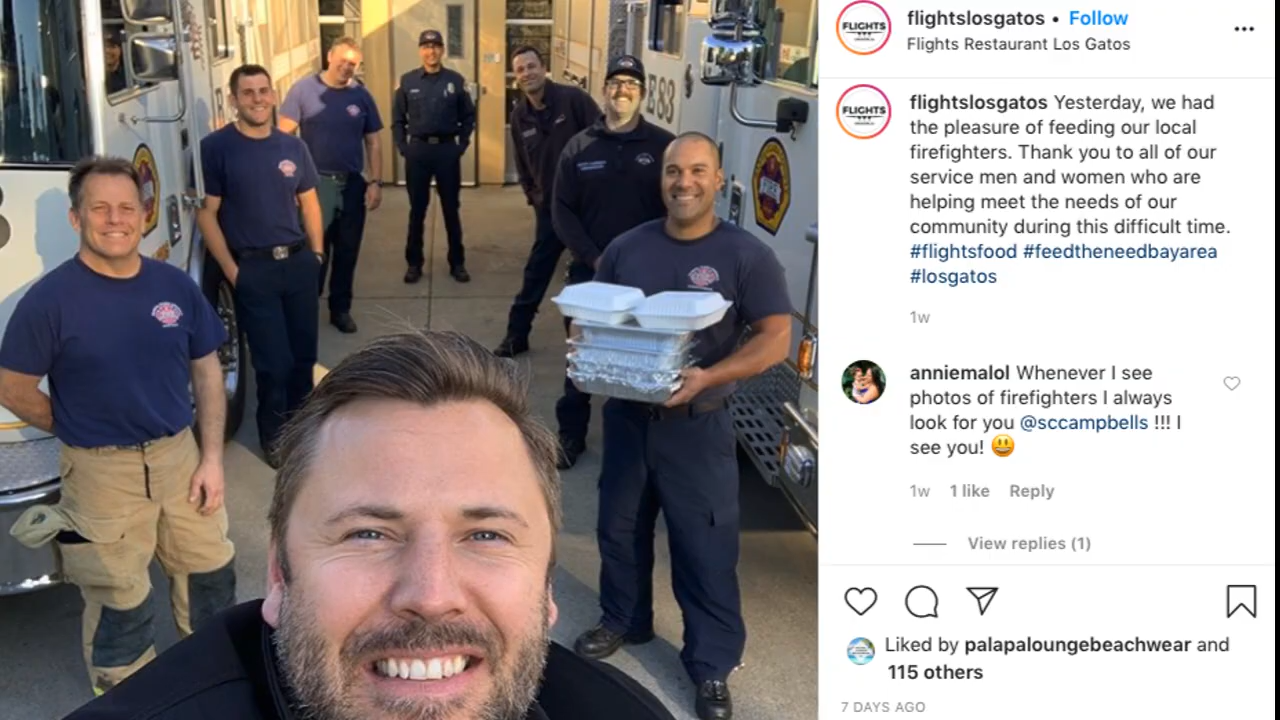 E83
FIRE
FLIGHTS
flightslosgatos • Follow
Flights Restaurant Los Gatos
FLIGHTS
flightslosgatos Yesterday, we had
the pleasure of feeding our local
firefighters. Thank you to all of our
service men and women who are
helping meet the needs of our
community during this difficult time.
#flightsfood #feedtheneedbayarea
#losgatos
1w
anniemalol Whenever I see
photos of firefighters I always
look for you @sccampbells !!! I
see you! 😃
1w 1 like Reply
View replies (1)
Liked by palapaloungebeachwear and
115 others
7 DAYS AGO